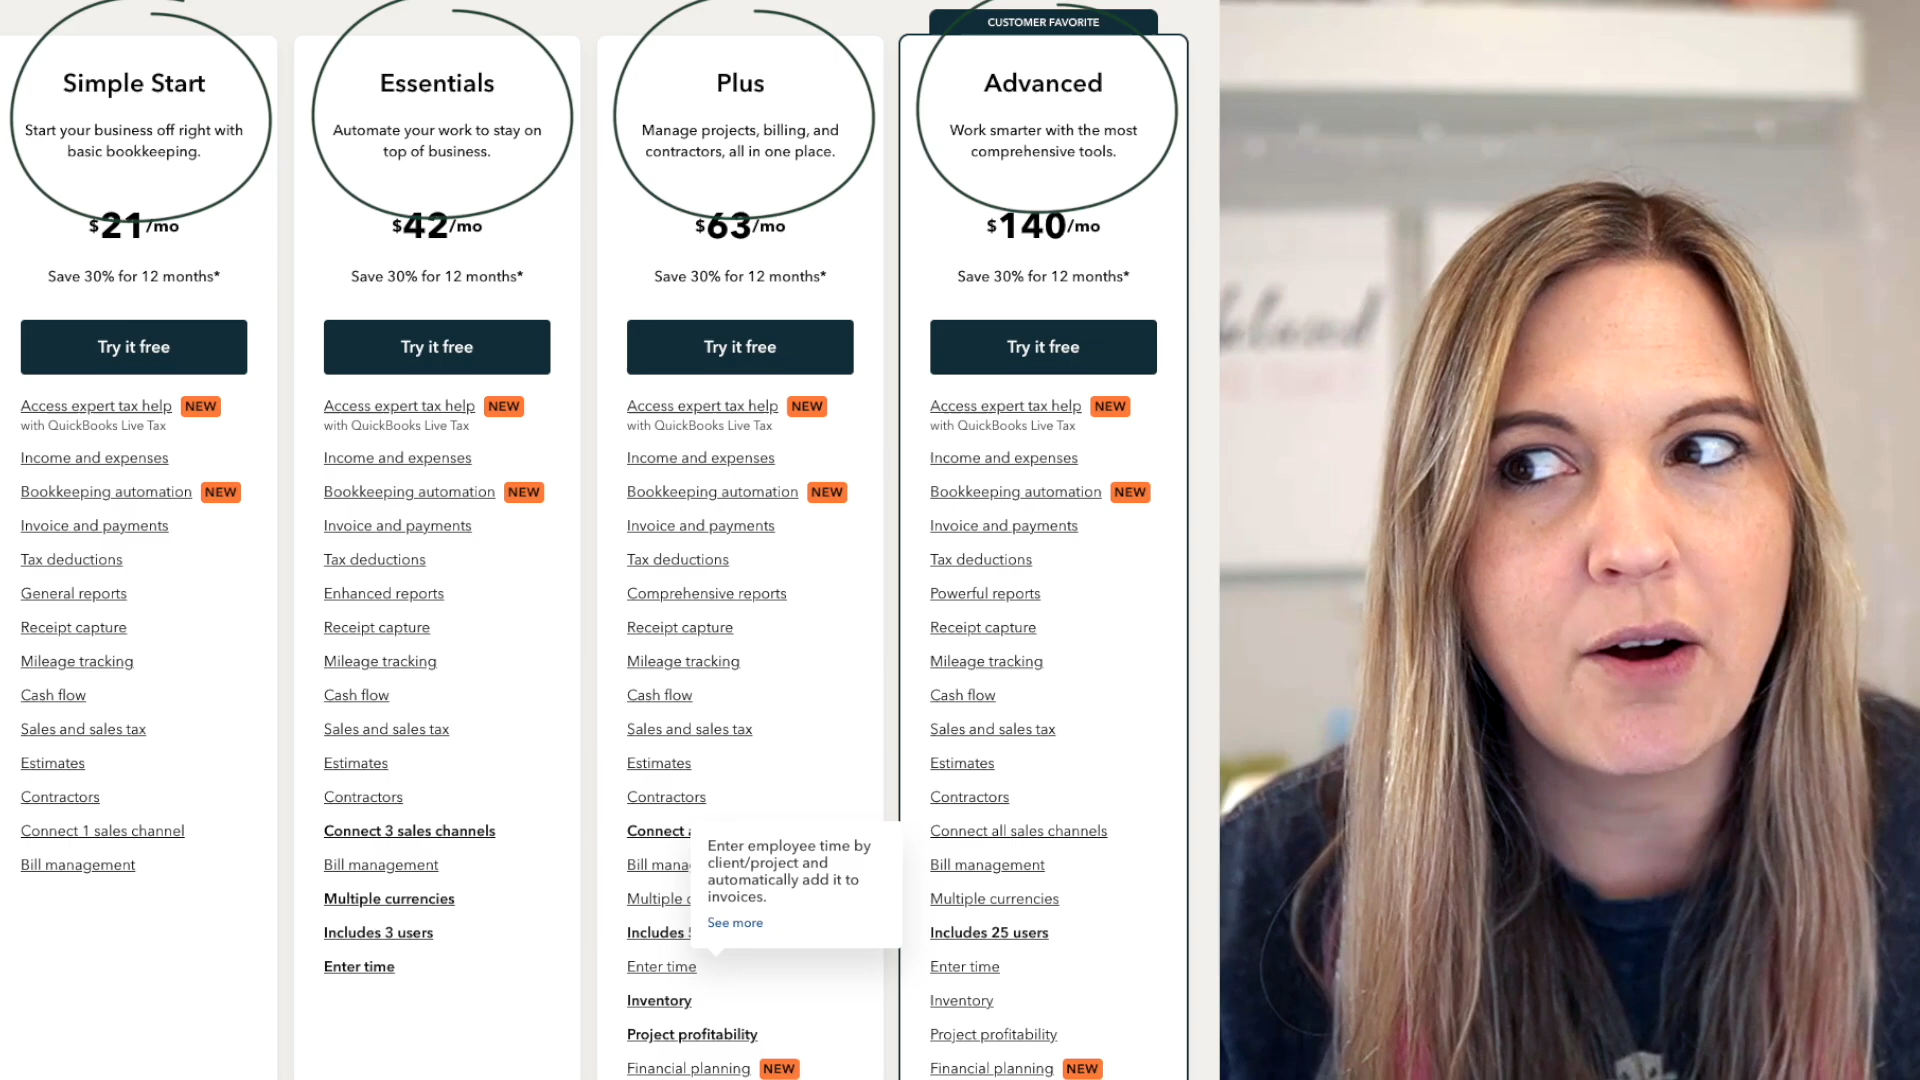 CUSTOMER FAVORITE
Simple Start
Start your business off right with
basic bookkeeping.
$21/mo
Save 30% for 12 months*
Try it free
Access expert tax help NEW
with QuickBooks Live Tax
Income and expenses
Bookkeeping automation NEW
Invoice and payments
Tax deductions
General reports
Receipt capture
Mileage tracking
Cash flow
Sales and sales tax
Estimates
Contractors
Connect 1 sales channel
Bill management
Essentials
Automate your work to stay on
top of business.
$42/mo
Save 30% for 12 months*
Try it free
Access expert tax help NEW
with QuickBooks Live Tax
Income and expenses
Bookkeeping automation NEW
Invoice and payments
Tax deductions
Enhanced reports
Receipt capture
Mileage tracking
Cash flow
Sales and sales tax
Estimates
Contractors
Connect 3 sales channels
Bill management
Multiple currencies
Includes 3 users
Enter time
Plus
Manage projects, billing, and
contractors, all in one place.
$63/mo
Save 30% for 12 months*
Try it free
Access expert tax help NEW
with QuickBooks Live Tax
Income and expenses
Bookkeeping automation NEW
Invoice and payments
Tax deductions
Comprehensive reports
Receipt capture
Mileage tracking
Cash flow
Sales and sales tax
Estimates
Contractors
Connect
Bill
Multiple
Includes
Enter time
Inventory
Project profitability
Financial planning NEW
Enter employee time by
client/project and
automatically add it to
invoices.
See more
Advanced
Work smarter with the most
comprehensive tools.
$140/mo
Save 30% for 12 months*
Try it free
Access expert tax help NEW
with QuickBooks Live Tax
Income and expenses
Bookkeeping automation NEW
Invoice and payments
Tax deductions
Powerful reports
Receipt capture
Mileage tracking
Cash flow
Sales and sales tax
Estimates
Contractors
Connect all sales channels
Bill management
Multiple currencies
Includes 25 users
Enter time
Inventory
Project profitability
Financial planning NEW